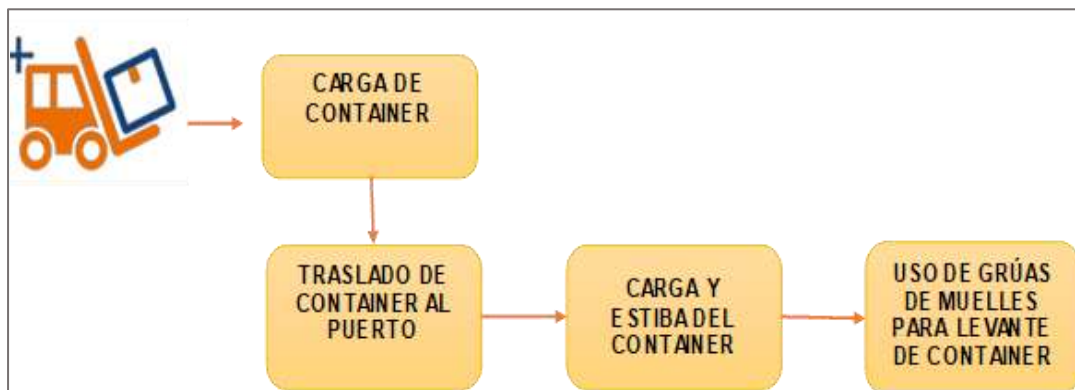 CARGA DE
CONTAINER
TRASLADO DE
CONTAINER AL
PUERTO
CARGA Y
ESTIBA DEL
CONTAINER
USO DE GRÚAS
DE MUELLES
PARA LEVANTE
DE CONTAINER